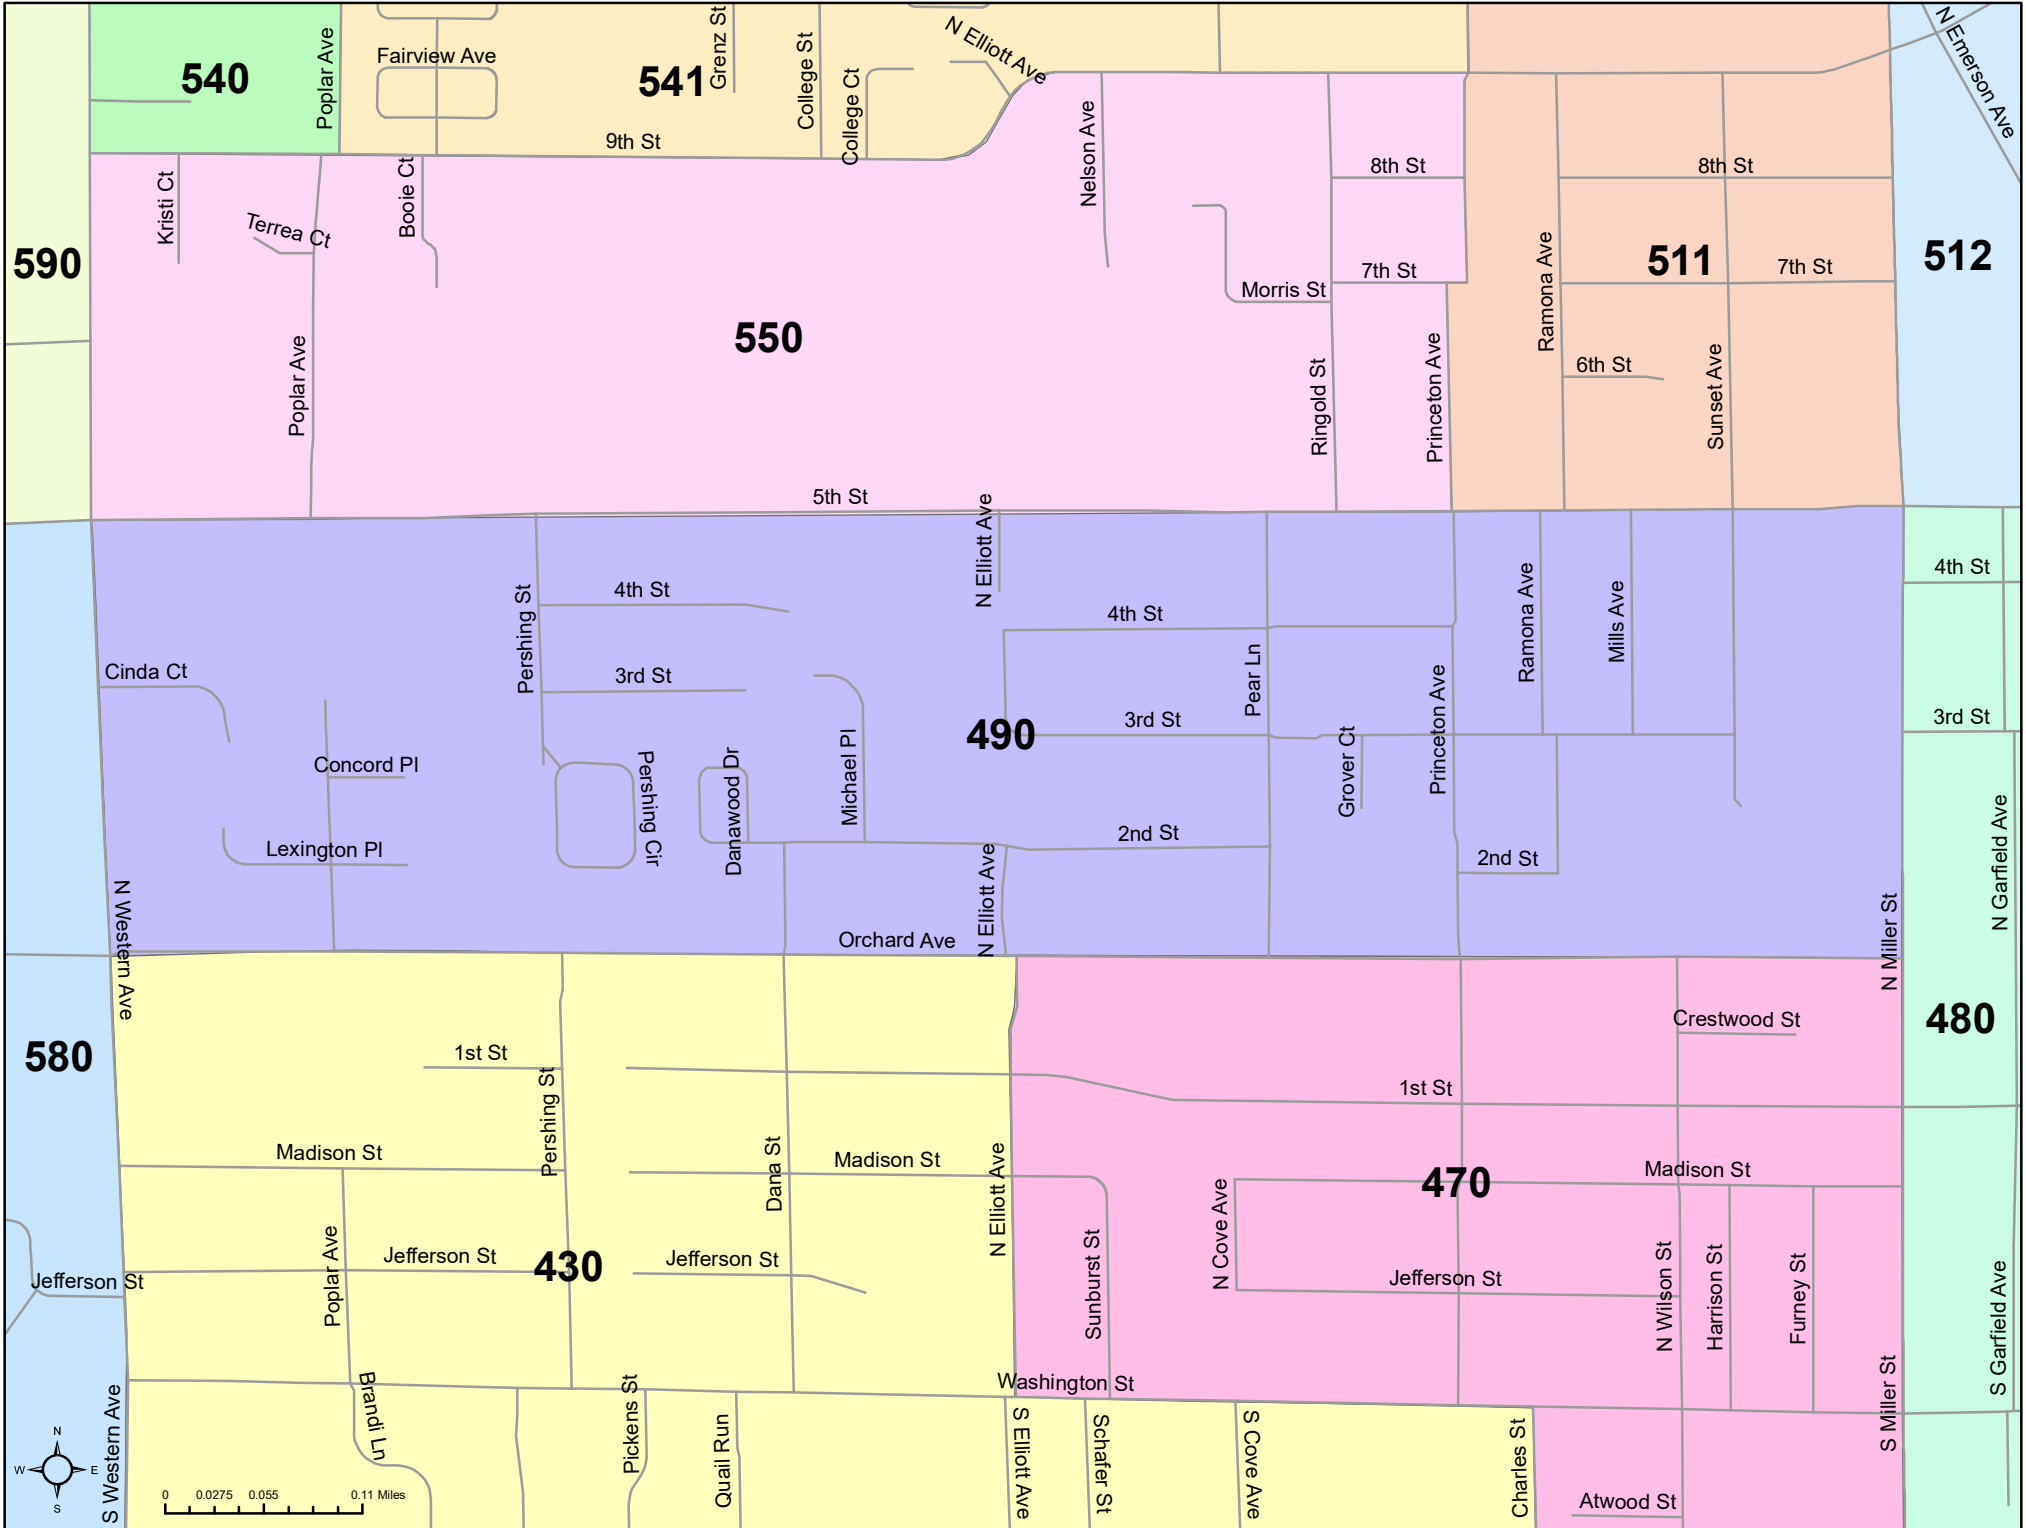 N Elliott Ave
Grenz St
N Emerson Ave
Poplar Ave
College St
Fairview Ave
540
541
College Ct
9th St
Nelson Ave
8th St
8th St
Kristi Ct
Booie Ct
Terrea Ct
590
511
512
Ramona Ave
7th St
7th St
Morris St
550
Poplar Ave
Ringold St
Princeton Ave
6th St
Sunset Ave
5th St
N Elliott Ave
4th St
4th St
4th St
Pershing St
Ramona Ave
Mills Ave
Cinda Ct
3rd St
Pear Ln
3rd St
3rd St
490
Princeton Ave
Grover Ct
Concord Pl
Pershing Cir
Danawood Dr
Michael Pl
Lexington Pl
2nd St
2nd St
N Garfield Ave
N Western Ave
N Elliott Ave
Orchard Ave
N Miller St
Crestwood St
480
580
1st St
1st St
Pershing St
Madison St
Madison St
Madison St
Dana St
N Elliott Ave
470
N Cove Ave
Sunburst St
Poplar Ave
Jefferson St
Jefferson St
Jefferson St
Jefferson St
430
N Wilson St
Harrison St
Furney St
S Garfield Ave
Washington St
S Miller St
S Western Ave
Brandi Ln
Pickens St
Quail Run
S Elliott Ave
Schafer St
S Cove Ave
Charles St
Atwood St
N
W
E
S
0 0.0275 0.055 0.11 Miles